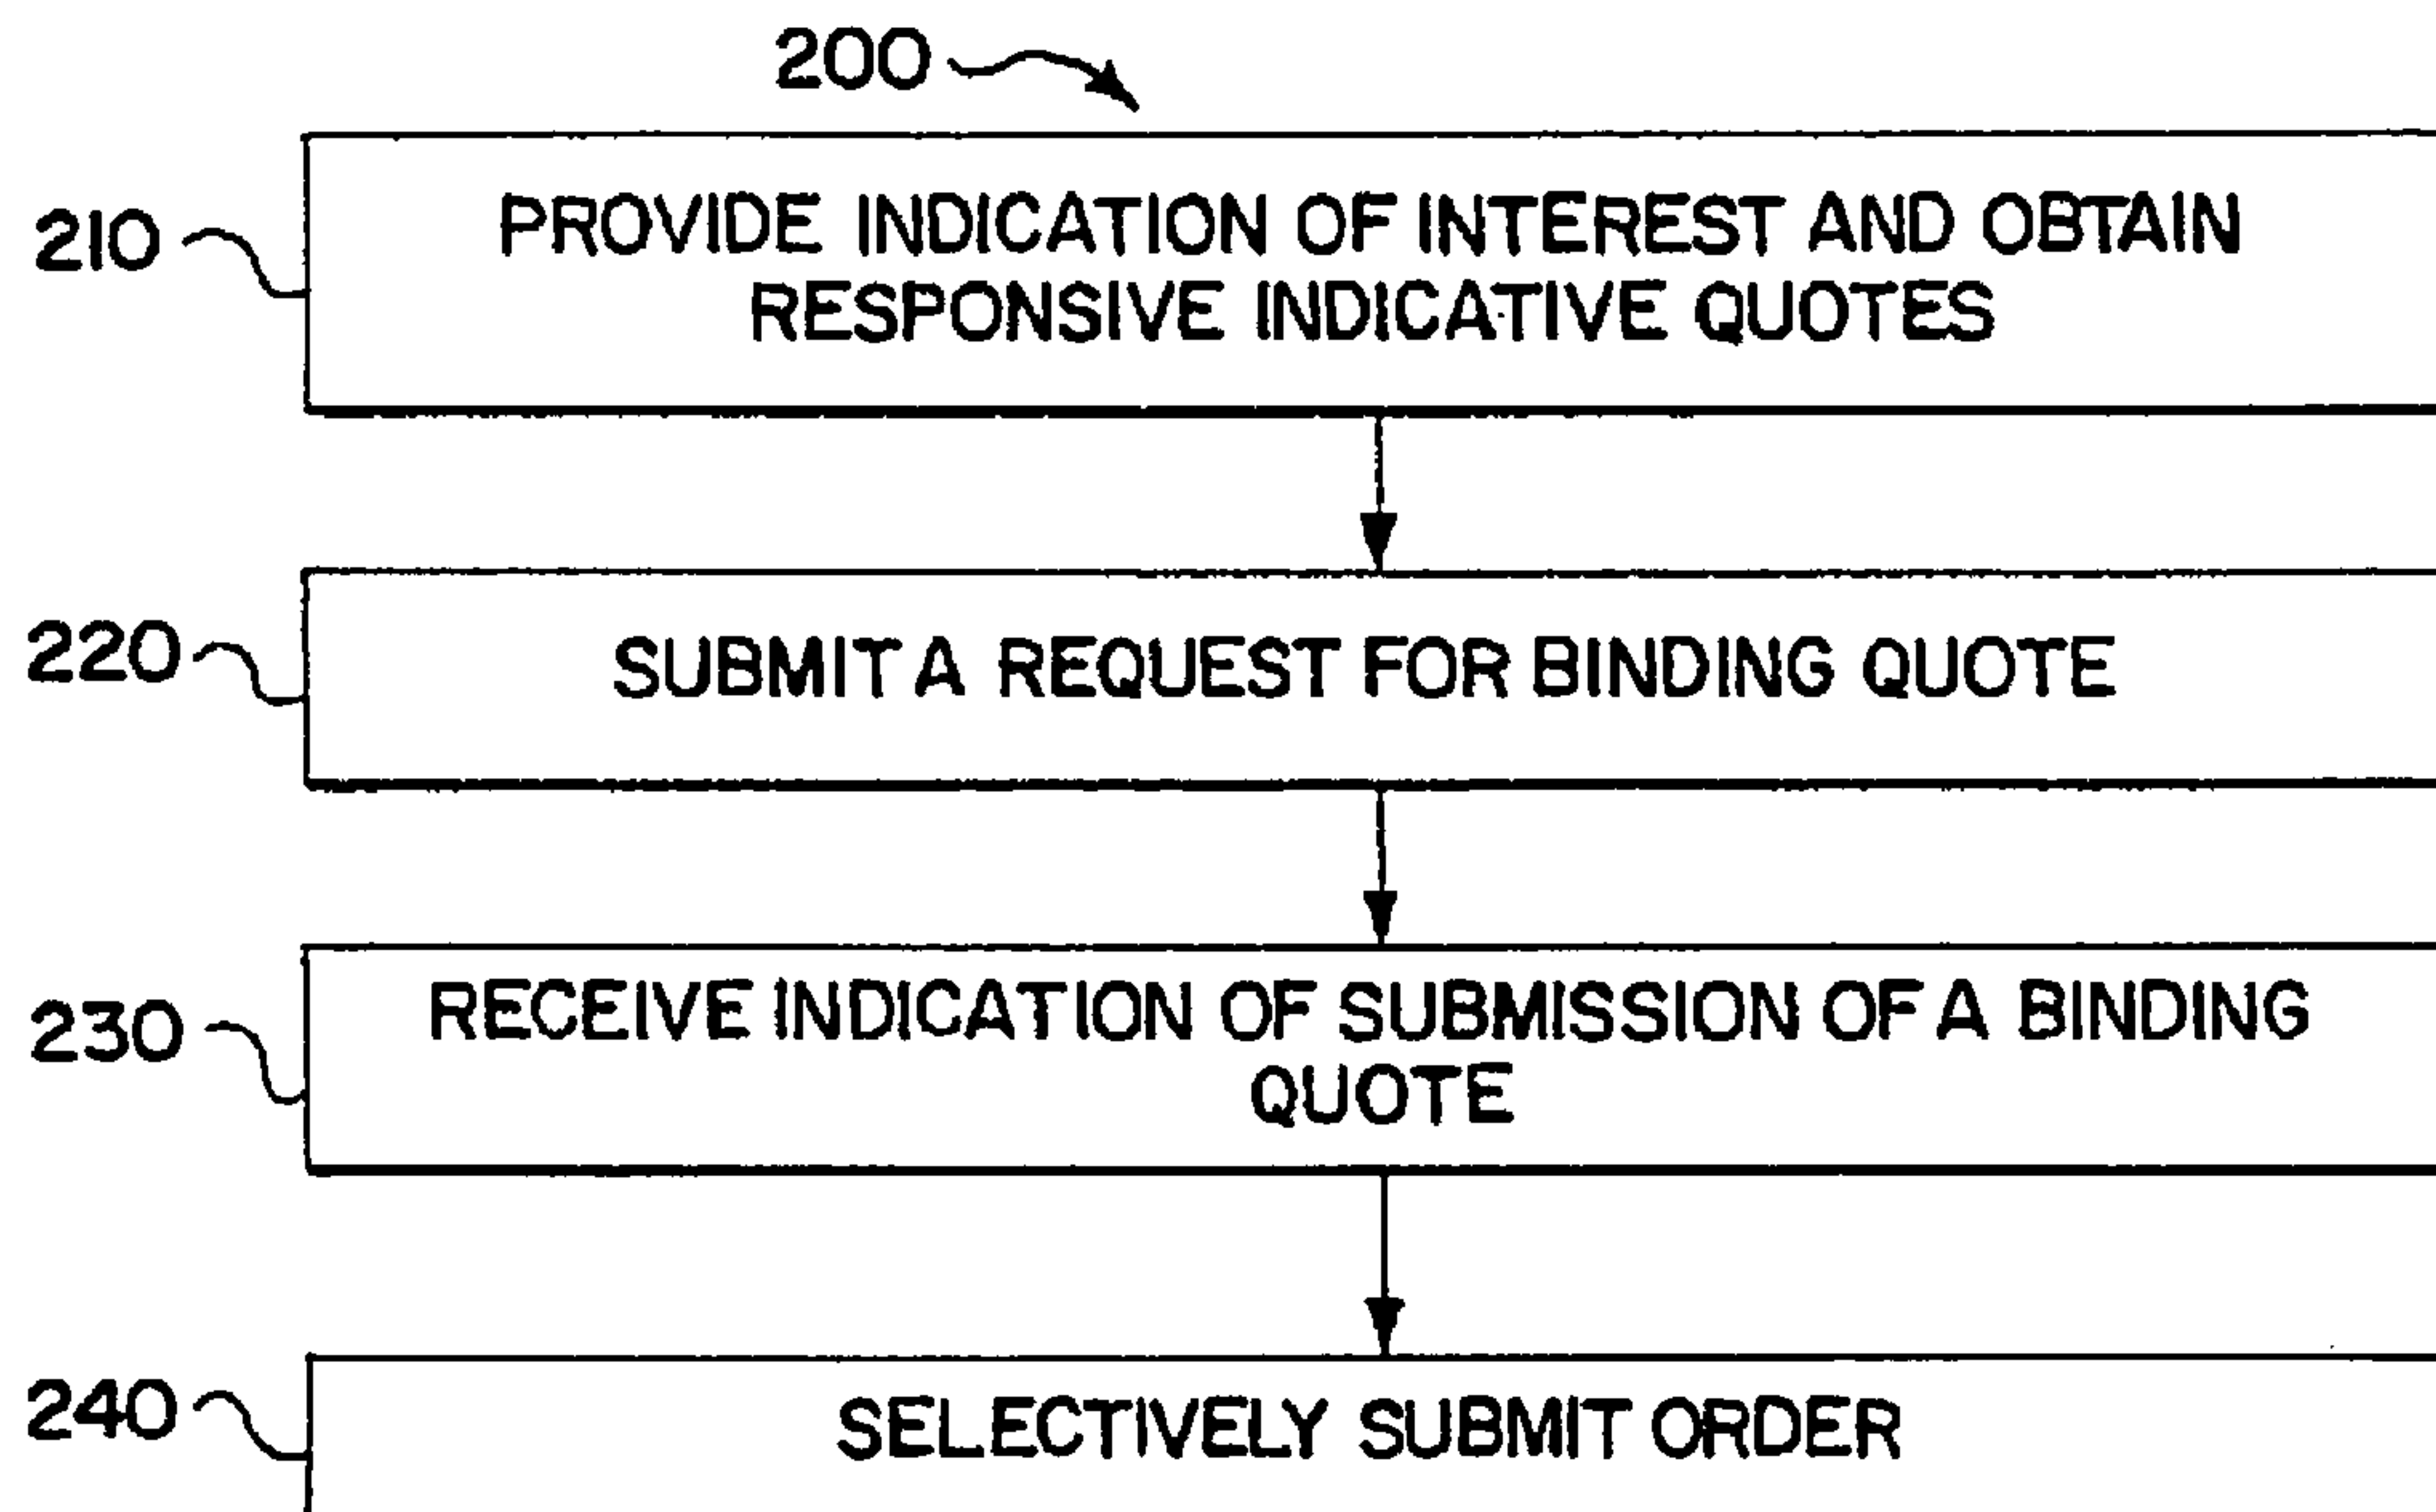 200
210
PROVIDE INDICATION OF INTEREST AND OBTAIN
RESPONSIVE INDICATIVE QUOTES
220
SUBMIT A REQUEST FOR BINDING QUOTE
230
RECEIVE INDICATION OF SUBMISSION OF A BINDING
QUOTE
240
SELECTIVELY SUBMIT ORDER